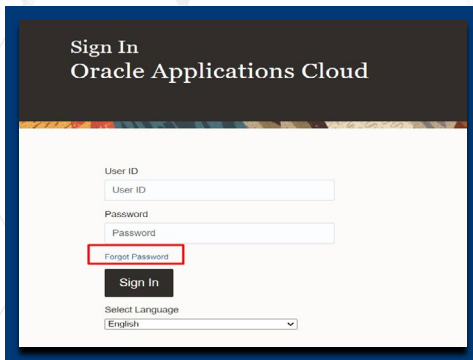 Sign In
Oracle Applications Cloud
User ID
User ID
Password
Password
Forgot Password
Sign In
Select Language
English